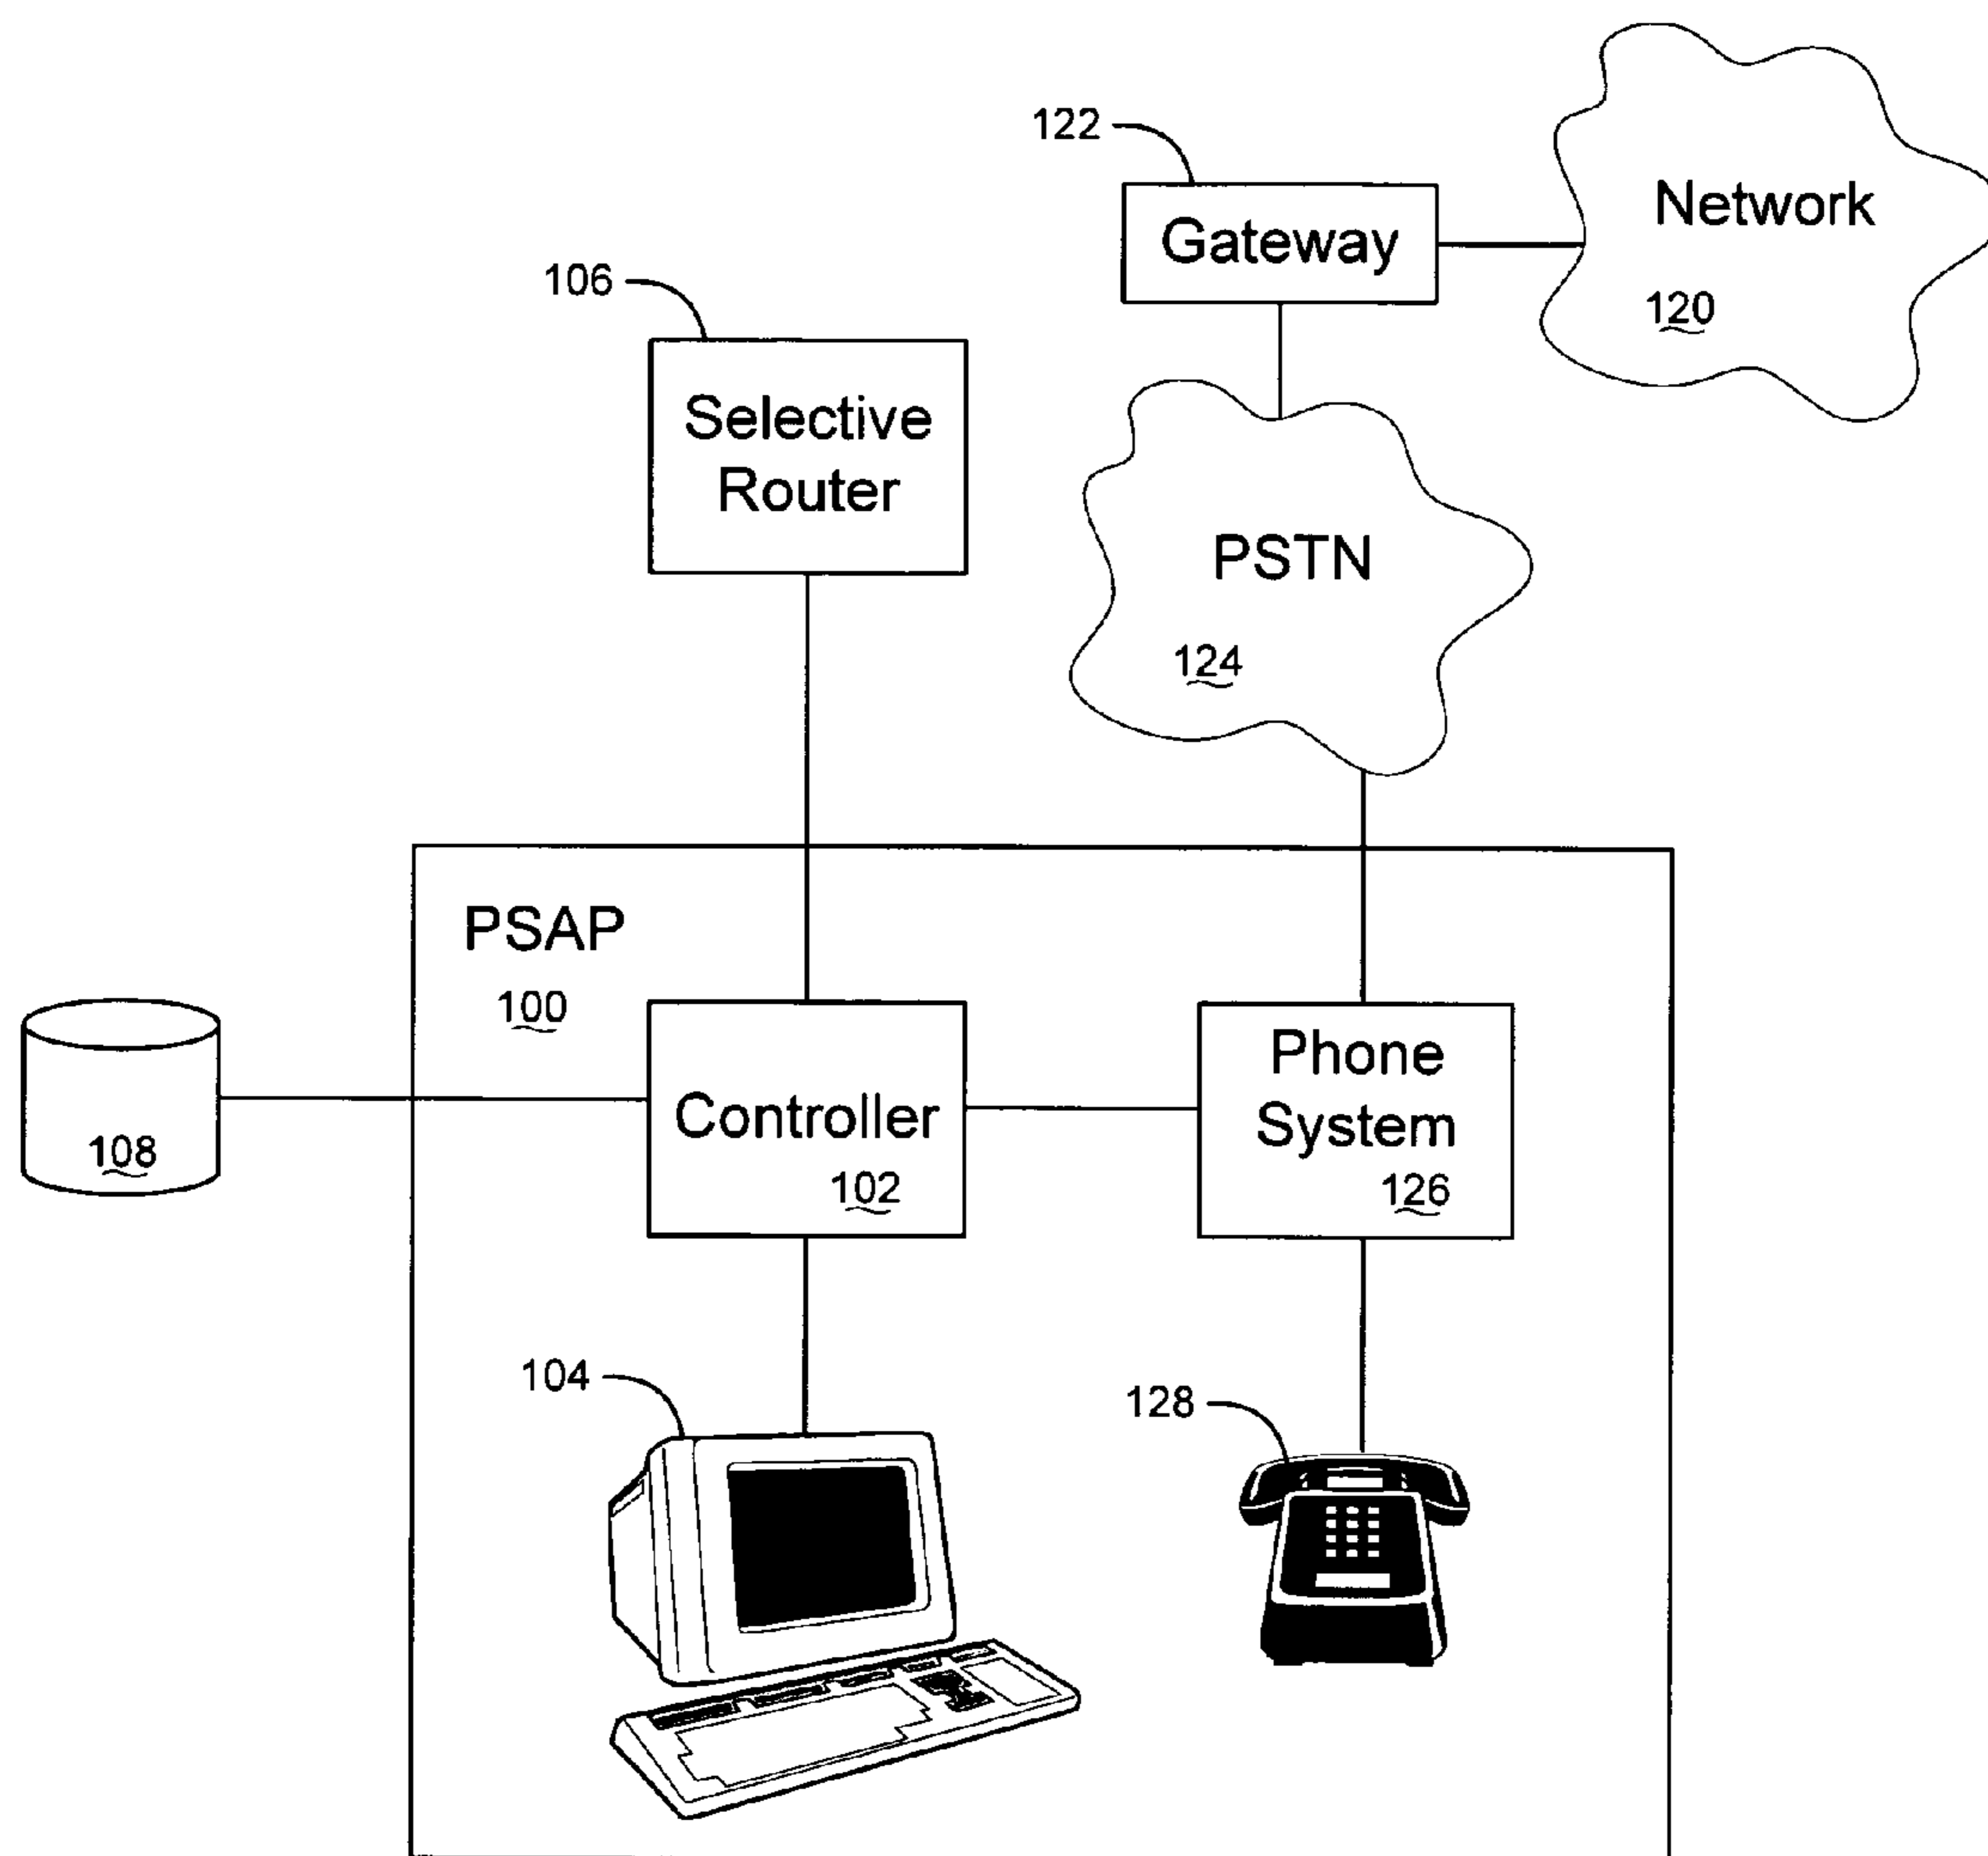 122
Gateway
Network
120
106
Selective
Router
PSTN
124
PSAP
100
108
Controller
102
Phone
System
126
104
128